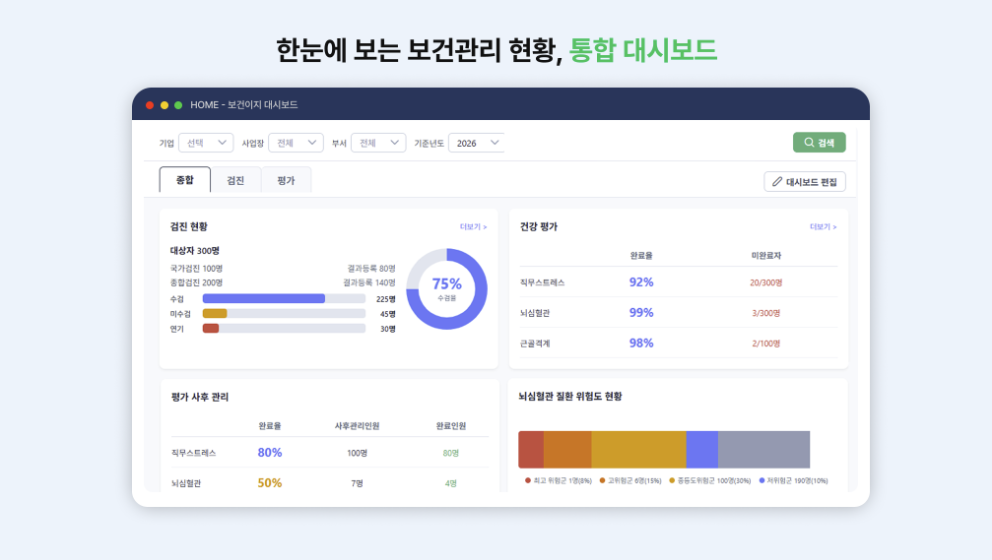 한눈에 보는 보건관리 현황, 통합 대시보드
HOME - 보건이지 대시보드
기업 선택 사업장 전체 부서 전체 기준년도 2026 검색
종합 검진 평가 대시보드 편집
검진 현황 더보기 >
대상자 300명
국가검진 100명 결과등록 80명
종합검진 200명 결과등록 140명
수검 225명
미수검 45명
연기 30명
75%
수검율
건강 평가 더보기 >
완료율 미완료자
직무스트레스 92% 20/300명
뇌심혈관 99% 3/300명
근골격계 98% 2/100명
평가 사후 관리
완료율 사후관리인원 완료인원
직무스트레스 80% 100명 80명
뇌심혈관 50% 7명 4명
뇌심혈관 질환 위험도 현황
최고 위험군 1명(8%) 고위험군 6명(15%) 중등도위험군 100명(30%) 저위험군 190명(10%)